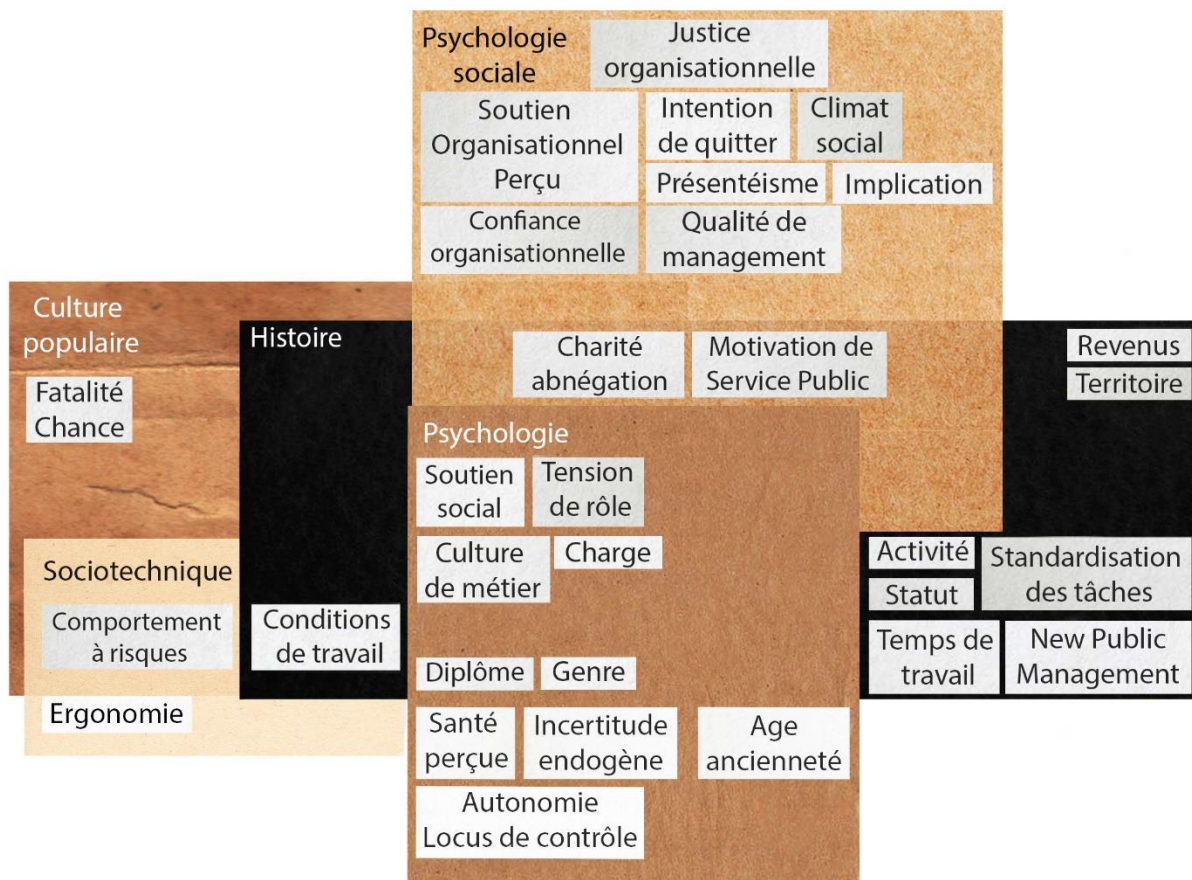 Psychologie
sociale
Justice
organisationnelle
Soutien
Organisationnel
Perçu
Intention
de quitter
Climat
social
Présentéisme
Implication
Confiance
organisationnelle
Qualité de
management
Culture
populaire
Fatalité
Chance
Histoire
Charité
abnégation
Motivation de
Service Public
Revenus
Territoire
Psychologie
Soutien
social
Tension
de rôle
Culture
de métier
Charge
Sociotechnique
Comportement
à risques
Conditions
de travail
Ergonomie
Activité
Statut
Standardisation
des tâches
Temps de
travail
New Public
Management
Diplôme
Genre
Santé
perçue
Incertitude
endogène
Age
ancienneté
Autonomie
Locus de contrôle